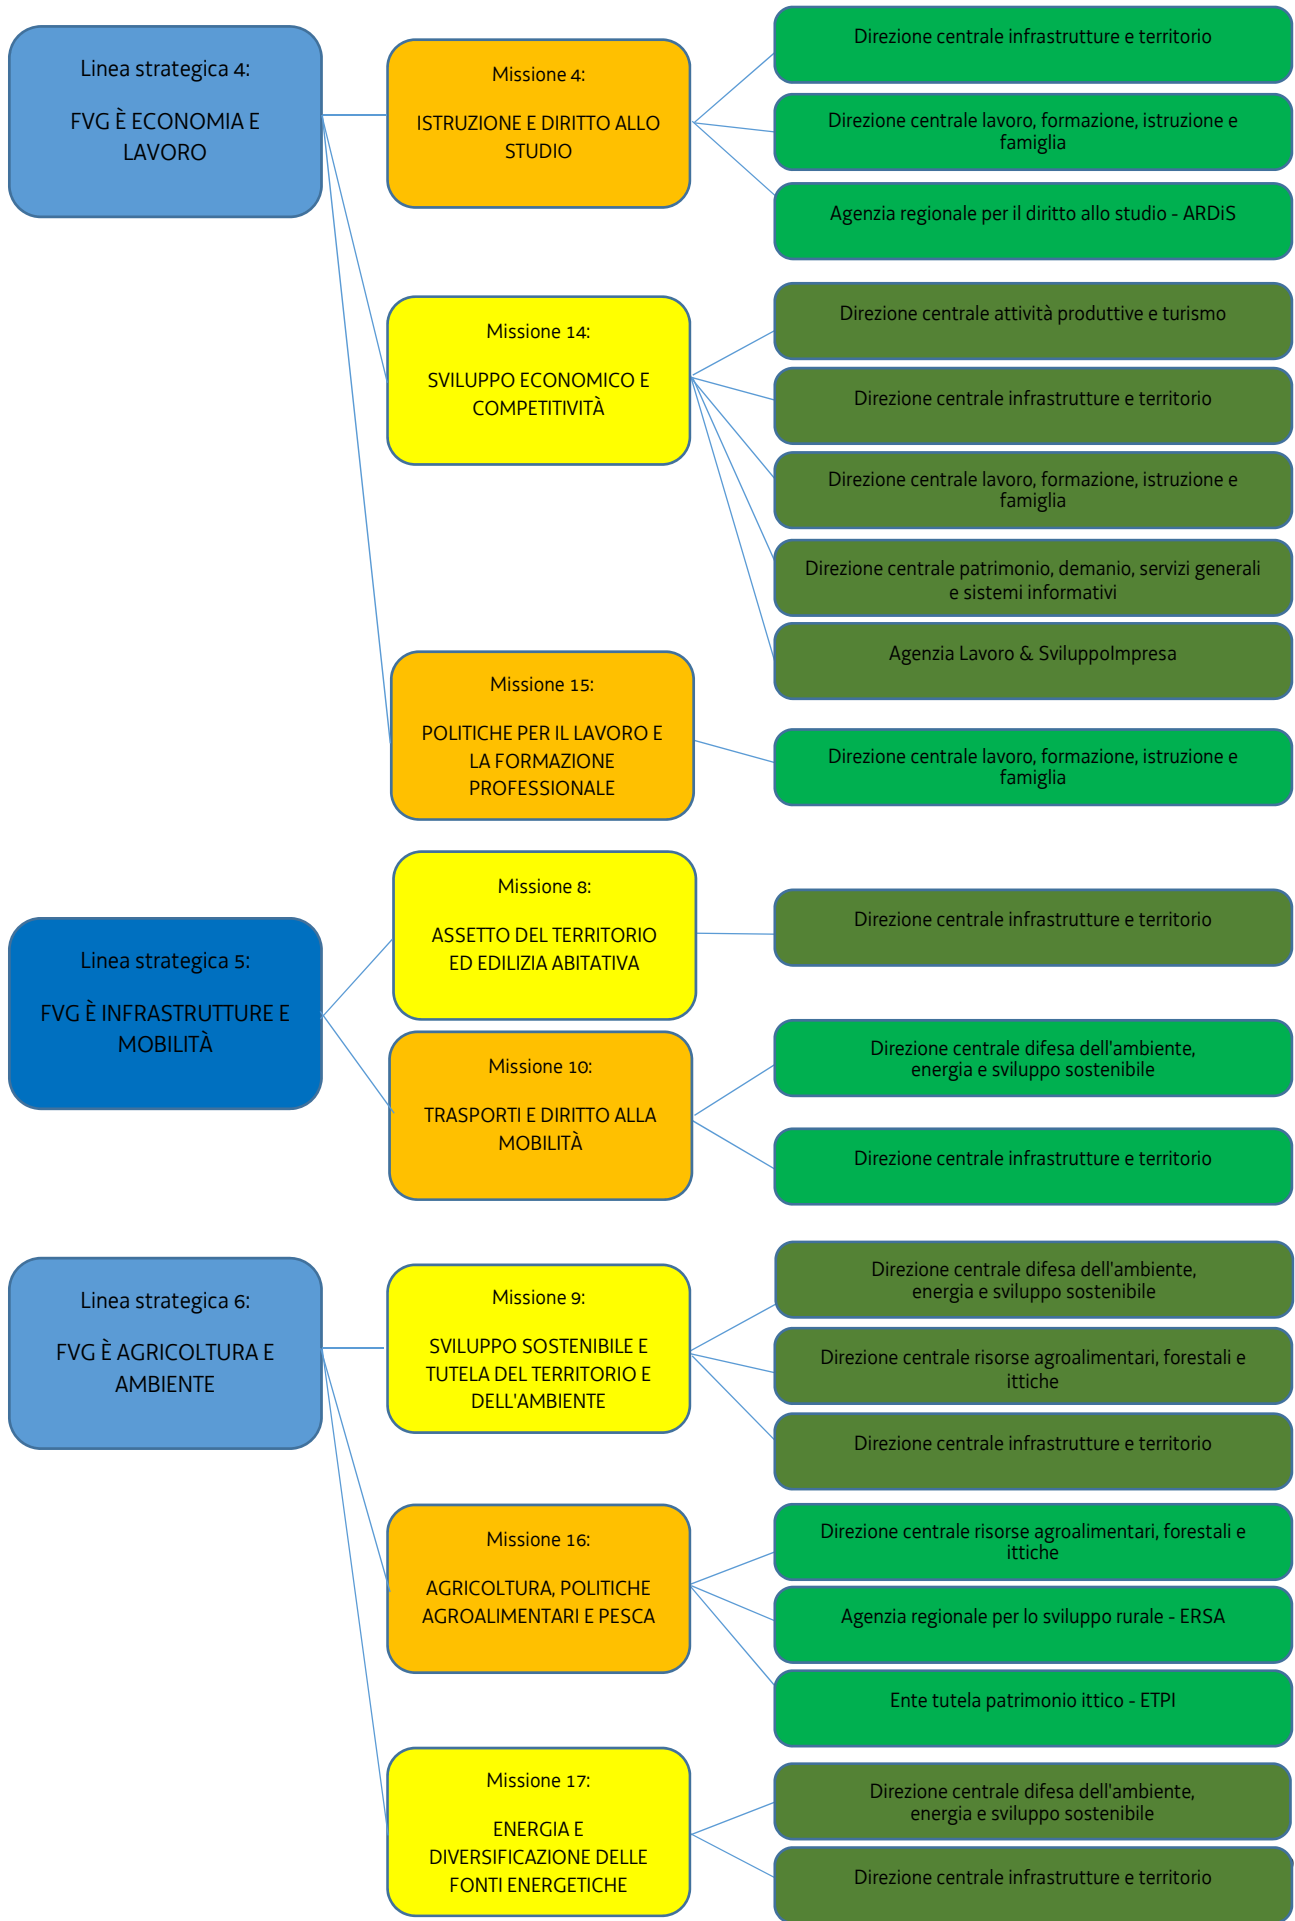 Linea strategica 4:
FVG È ECONOMIA E
LAVORO
Missione 4:
ISTRUZIONE E DIRITTO ALLO
STUDIO
Direzione centrale infrastrutture e territorio
Direzione centrale lavoro, formazione, istruzione e
famiglia
Agenzia regionale per il diritto allo studio - ARDiS
Missione 14:
SVILUPPO ECONOMICO E
COMPETITIVITÀ
Direzione centrale attività produttive e turismo
Direzione centrale infrastrutture e territorio
Direzione centrale lavoro, formazione, istruzione e
famiglia
Direzione centrale patrimonio, demanio, servizi generali
e sistemi informativi
Agenzia Lavoro & SviluppoImpresa
Missione 15:
POLITICHE PER IL LAVORO E
LA FORMAZIONE
PROFESSIONALE
Direzione centrale lavoro, formazione, istruzione e
famiglia
Linea strategica 5:
FVG È INFRASTRUTTURE E
MOBILITÀ
Missione 8:
ASSETTO DEL TERRITORIO
ED EDILIZIA ABITATIVA
Direzione centrale infrastrutture e territorio
Missione 10:
TRASPORTI E DIRITTO ALLA
MOBILITÀ
Direzione centrale difesa dell'ambiente,
energia e sviluppo sostenibile
Direzione centrale infrastrutture e territorio
Linea strategica 6:
FVG È AGRICOLTURA E
AMBIENTE
Missione 9:
SVILUPPO SOSTENIBILE E
TUTELA DEL TERRITORIO E
DELL'AMBIENTE
Direzione centrale difesa dell'ambiente,
energia e sviluppo sostenibile
Direzione centrale risorse agroalimentari, forestali e
ittiche
Direzione centrale infrastrutture e territorio
Missione 16:
AGRICOLTURA, POLITICHE
AGROALIMENTARI E PESCA
Direzione centrale risorse agroalimentari, forestali e
ittiche
Agenzia regionale per lo sviluppo rurale - ERSA
Ente tutela patrimonio ittico - ETPI
Missione 17:
ENERGIA E
DIVERSIFICAZIONE DELLE
FONTI ENERGETICHE
Direzione centrale difesa dell'ambiente,
energia e sviluppo sostenibile
Direzione centrale infrastrutture e territorio